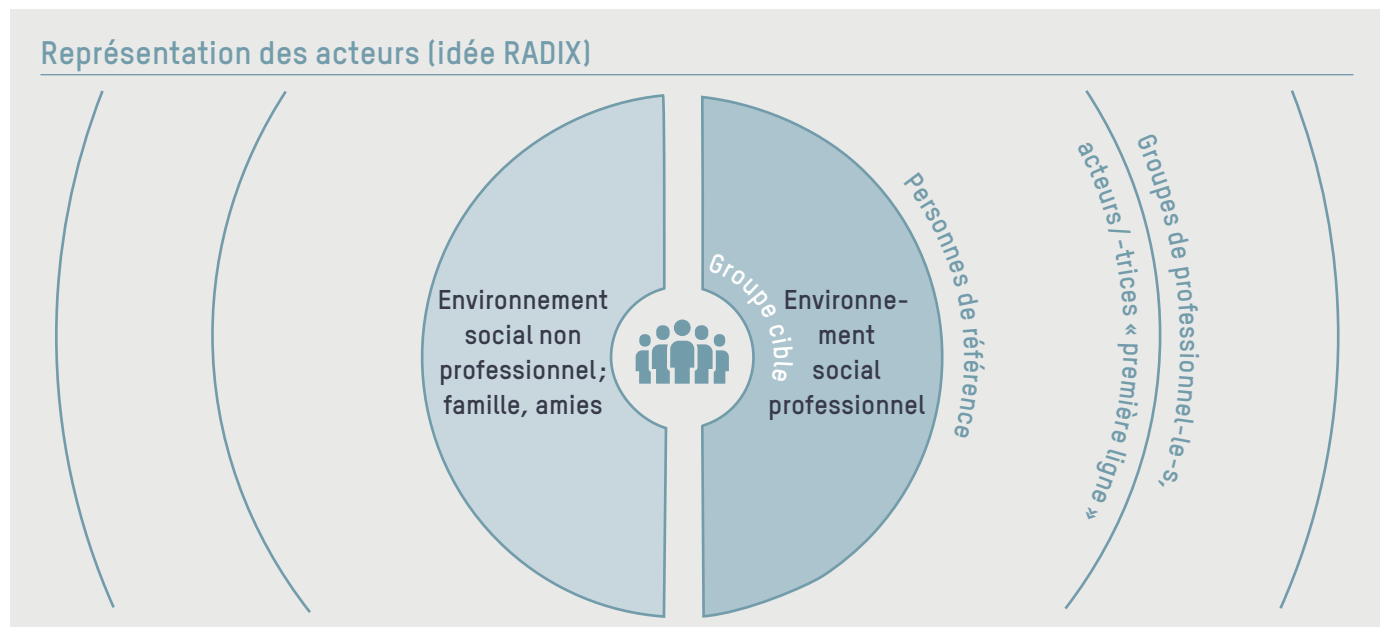 Représentation des acteurs (idée RADIX)
Environnement
social non
professionnel;
famille, amies
Groupe cible
Environne-
ment
social
professionnel
Personnes de référence
acteurs / -trices « première ligne «
Groupes de professionnel-le-s,